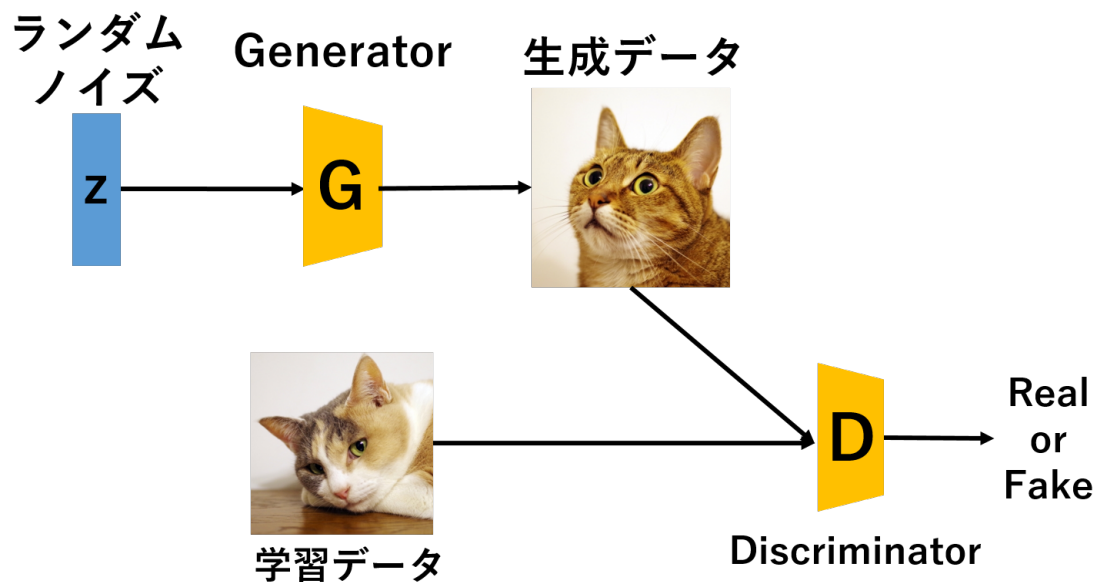 ランダム
ノイズ
Generator
生成データ
z
G
学習データ
D
Discriminator
Real
or
Fake